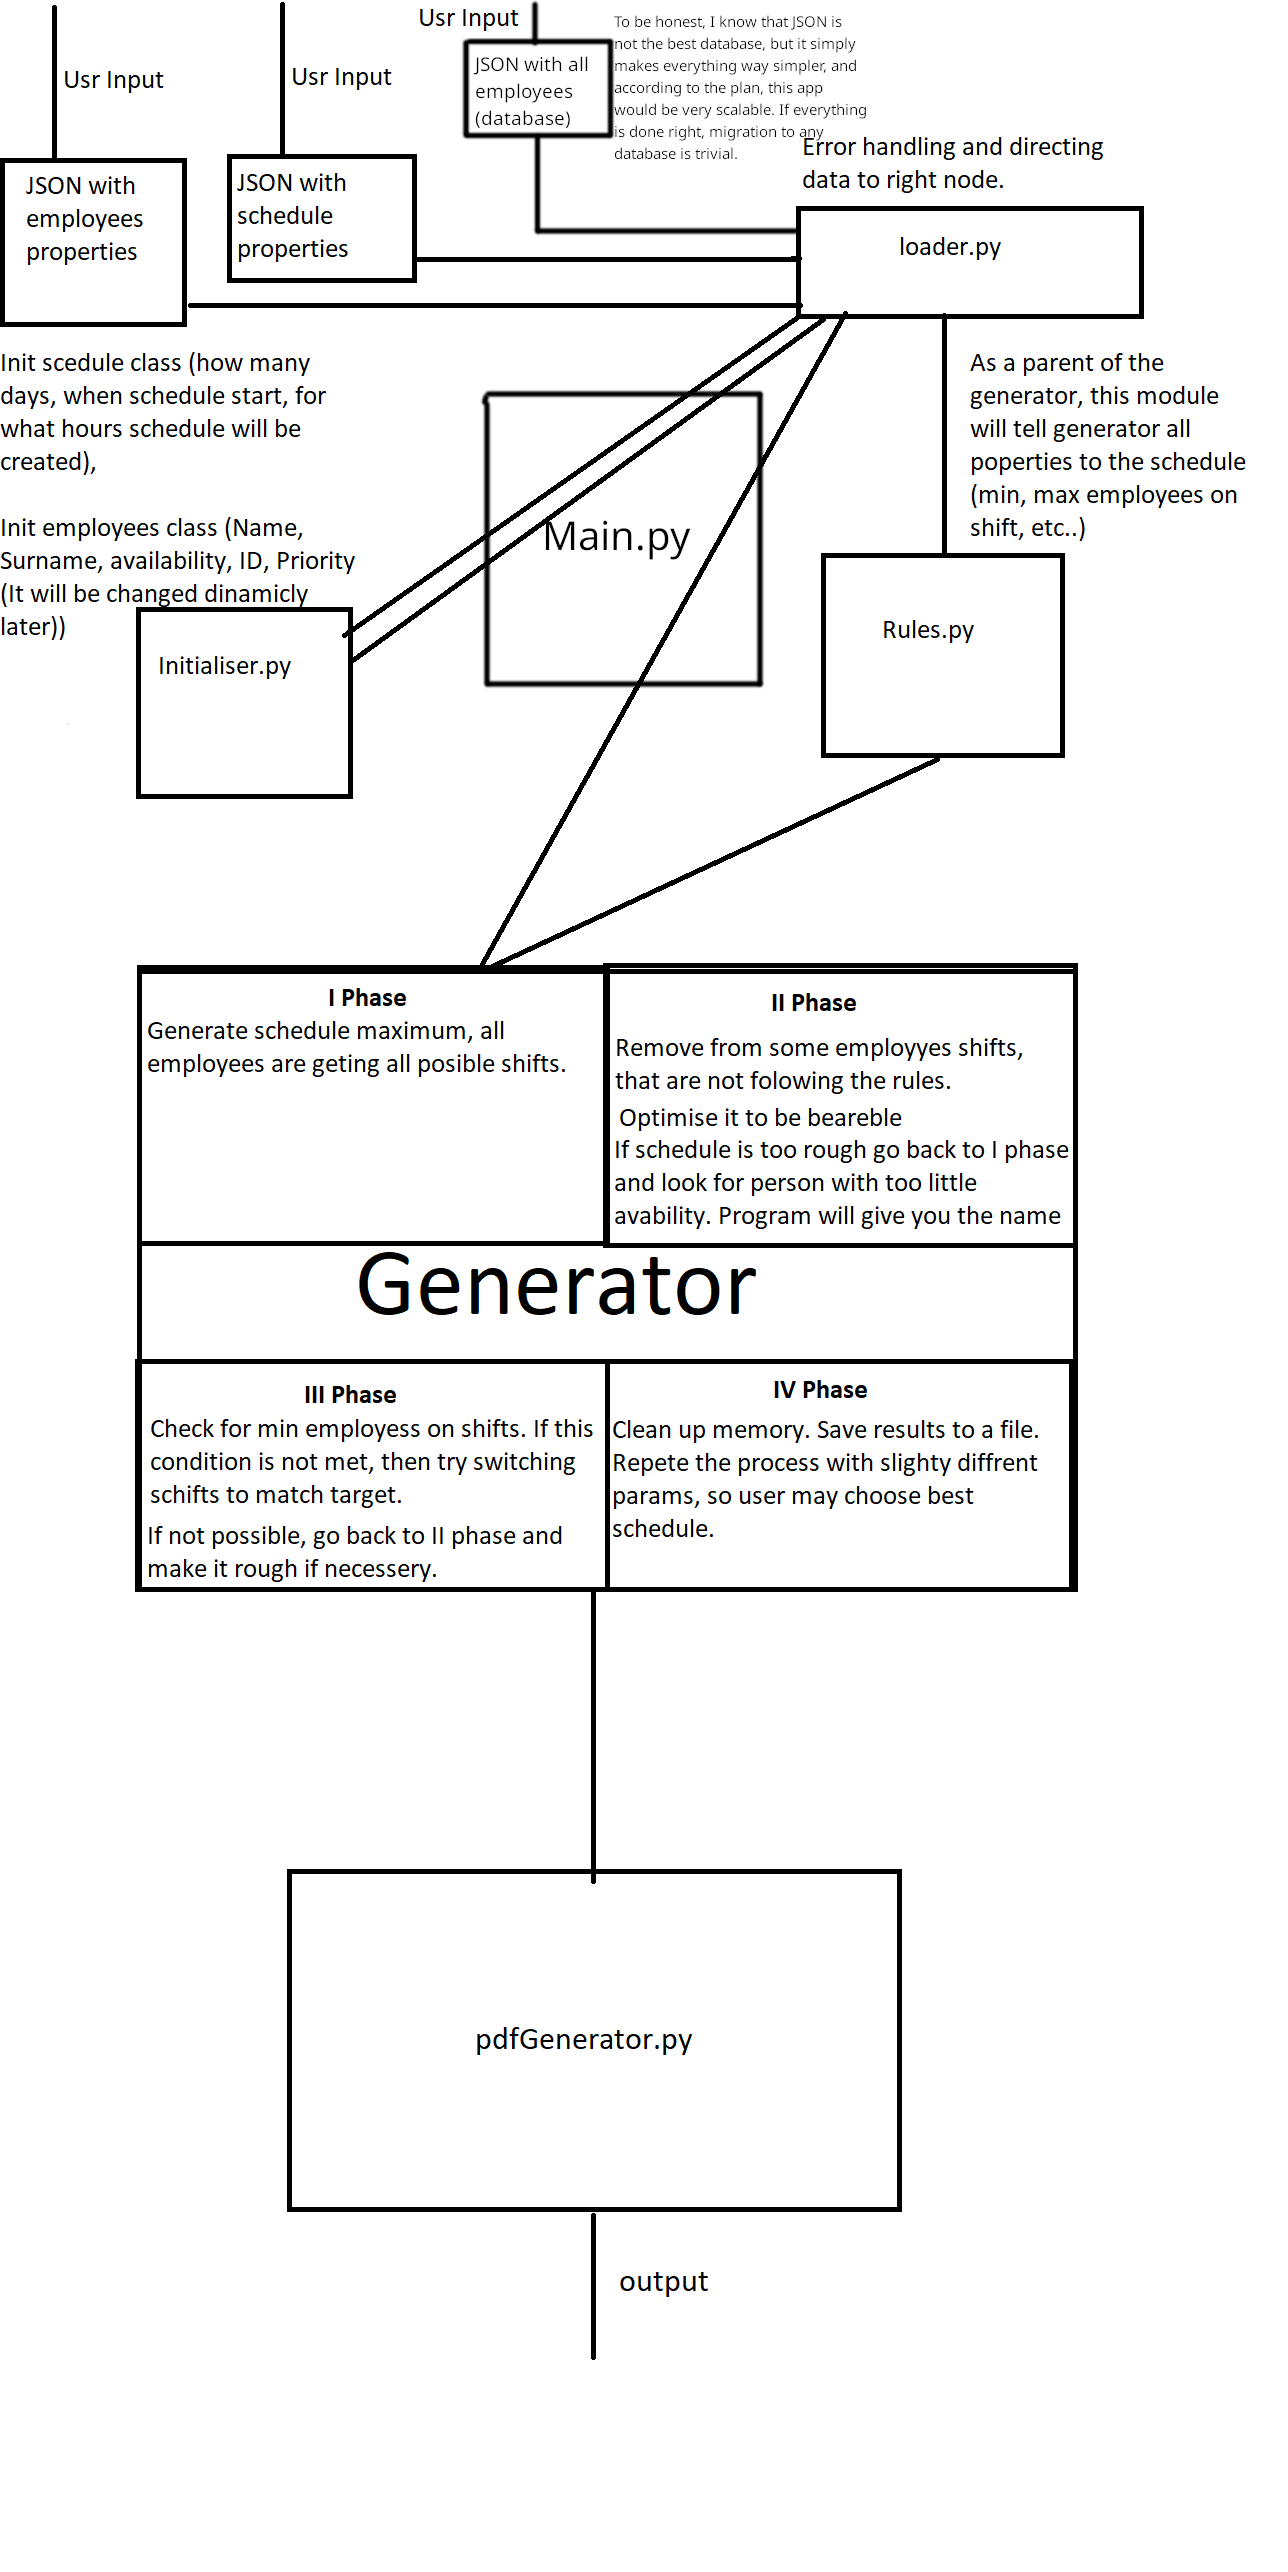 Usr Input
Usr Input
Usr Input
To be honest, I know that JSON is
not the best database, but it simply
makes everything way simpler, and
according to the plan, this app
would be very scalable. If everything
is done right, migration to any
database is trivial.
JSON with all
employees
(database)
Error handling and directing
data to right node.
JSON with
employees
properties
JSON with
schedule
properties
loader.py
Init scedule class (how many
days, when schedule start, for
what hours schedule will be
created),
Init employees class (Name,
Surname, availability, ID, Priority
(It will be changed dinamicly
later))
As a parent of the
generator, this module
will tell generator all
poperties to the schedule
(min, max employees on
shift, etc..)
Main.py
Initialiser.py
Rules.py
I Phase
Generate schedule maximum, all
employees are geting all posible shifts.
II Phase
Remove from some employyes shifts,
that are not folowing the rules.
Optimise it to be beareble
If schedule is too rough go back to I phase
and look for person with too little
avability. Program will give you the name
Generator
III Phase
Check for min employess on shifts. If this
condition is not met, then try switching
schifts to match target.
If not possible, go back to II phase and
make it rough if necessery.
IV Phase
Clean up memory. Save results to a file.
Repete the process with slighty diffrent
params, so user may choose best
schedule.
pdfGenerator.py
output